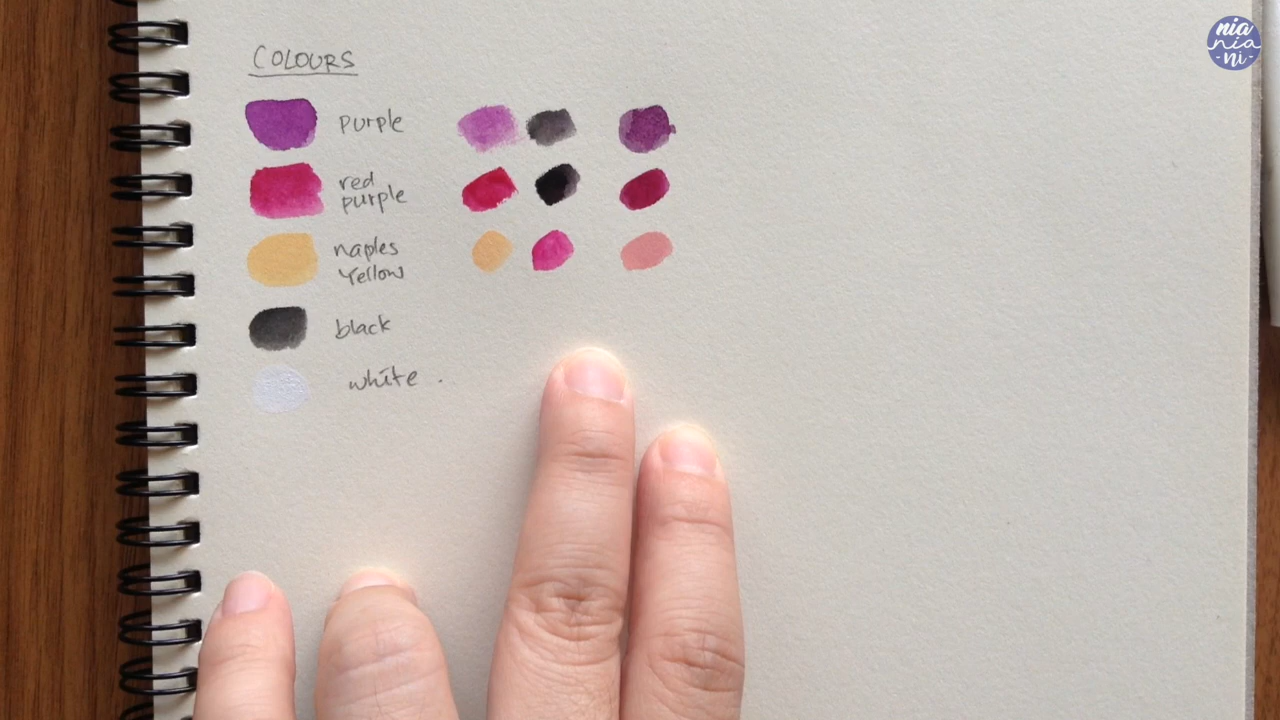 COLOURS
purple
red
purple
naples
Yellow
black
white .
nia
nia
-ni-